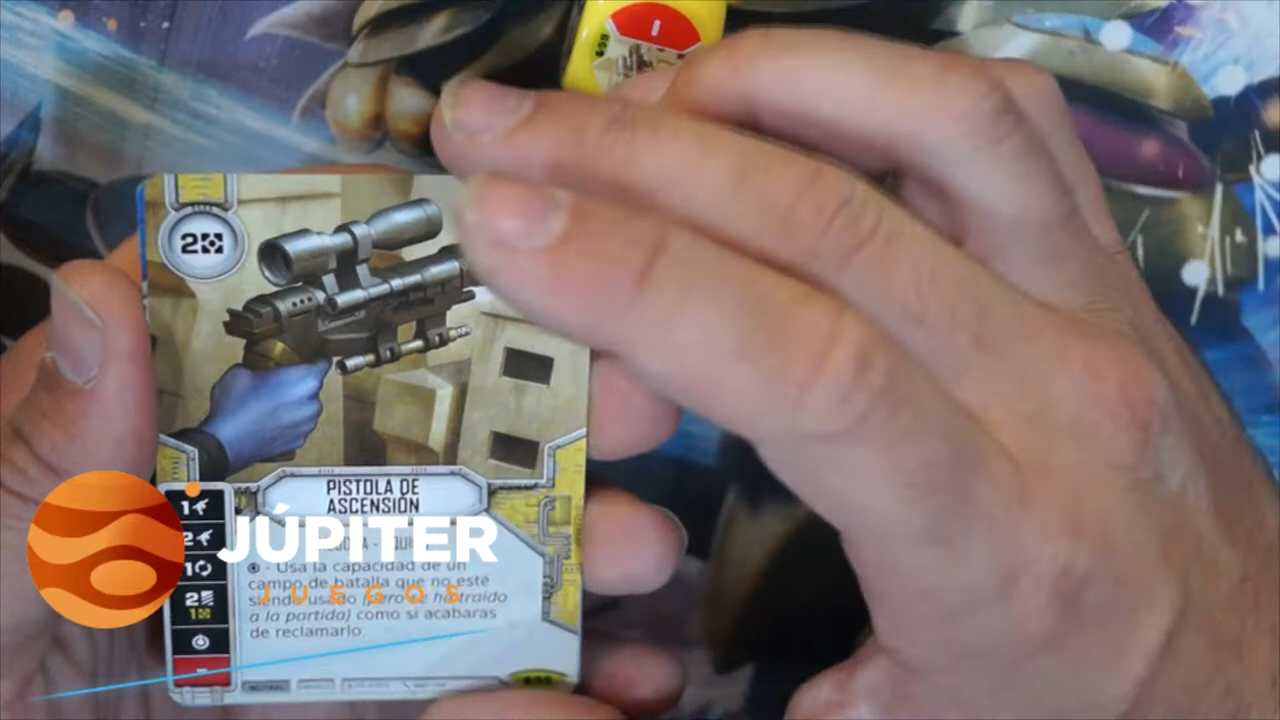 2
PISTOLA DE
ASCENSIÓN
1
2
1
2
1
-
- Usa la capacidad de un
campo de batalla que no esté
siendo usado
a la partida) como si acabaras
de reclamarlo.
JÚPITER
JUEGOS